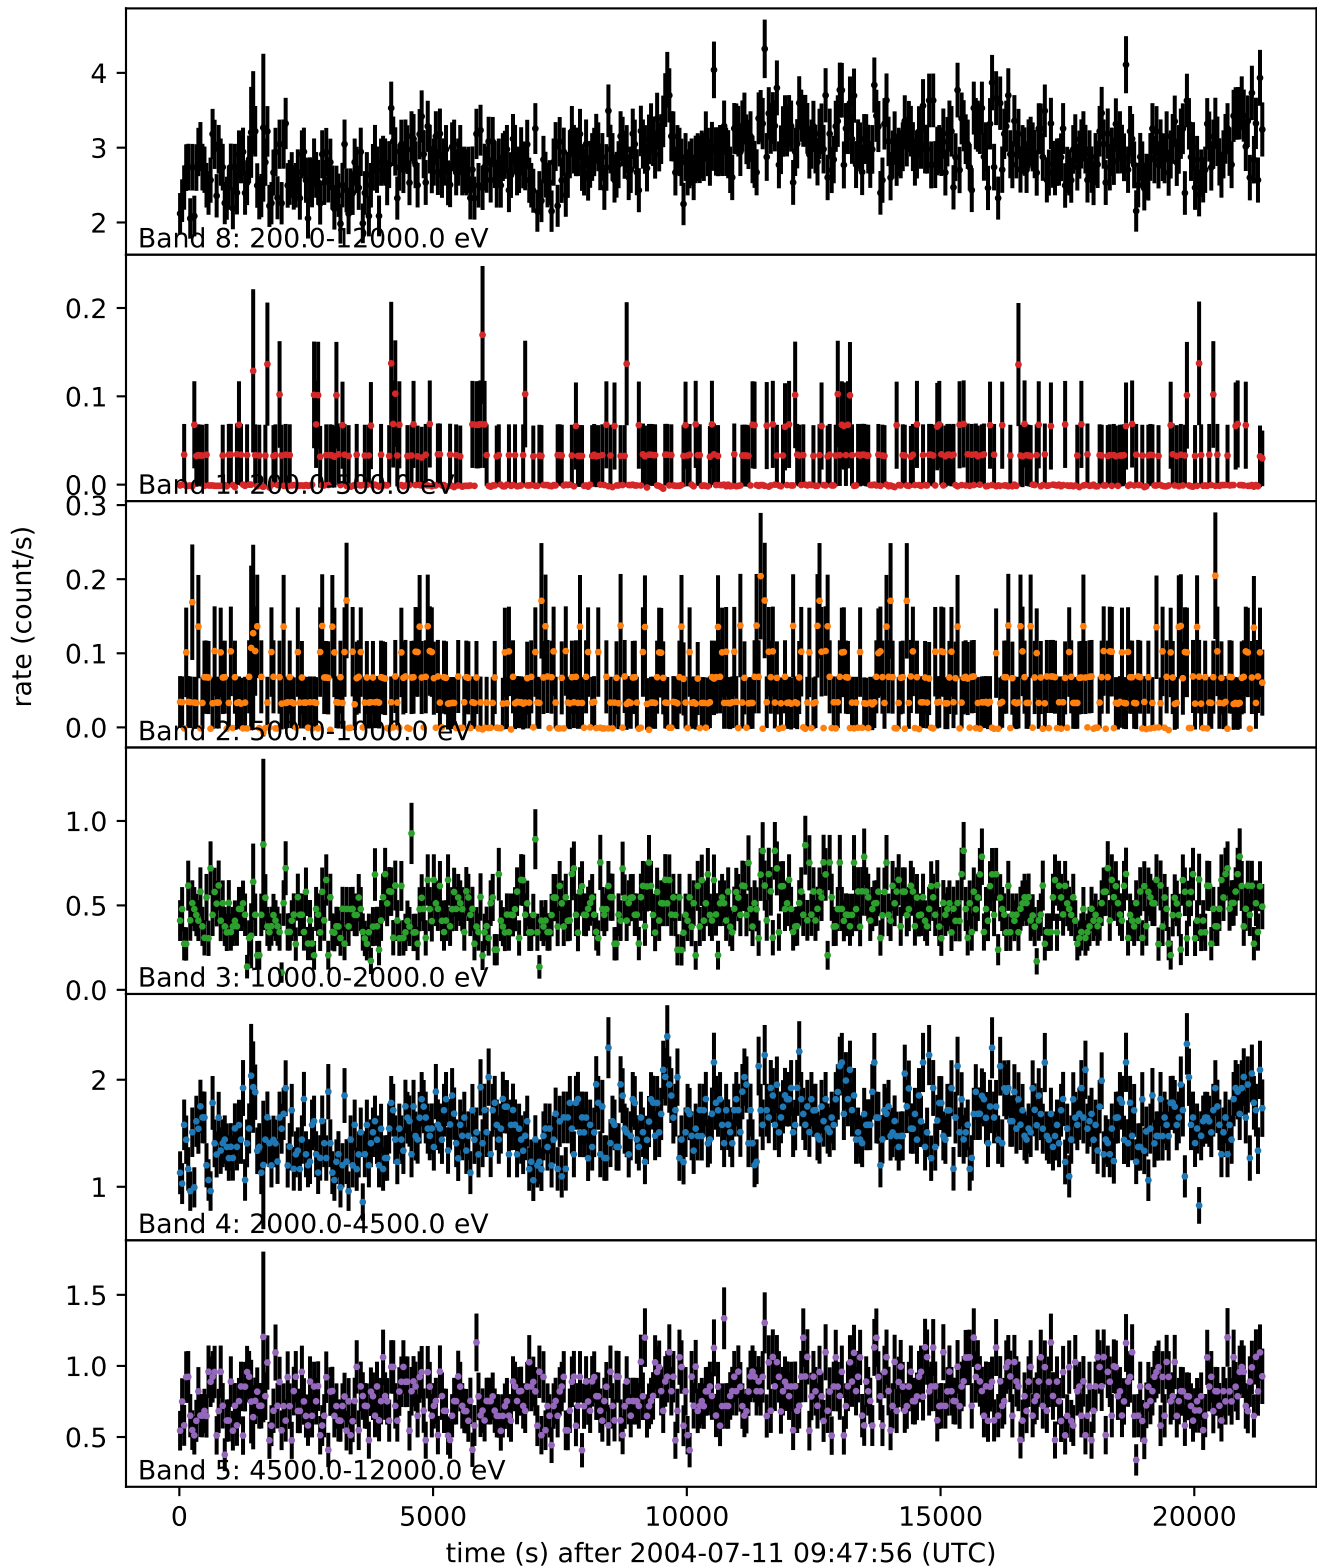 4
3
2
Band 8: 200.0-12000.0 eV
0.2
0.1
0.0
Band 1: 200.0-500.0 eV
0.3
0.2
0.1
0.0
Band 2: 500.0-1000.0 eV
rate (count/s)
1.0
0.5
0.0
Band 3: 1000.0-2000.0 eV
2
1
Band 4: 2000.0-4500.0 eV
1.5
1.0
0.5
Band 5: 4500.0-12000.0 eV
0 5000 10000 15000 20000
time (s) after 2004-07-11 09:47:56 (UTC)